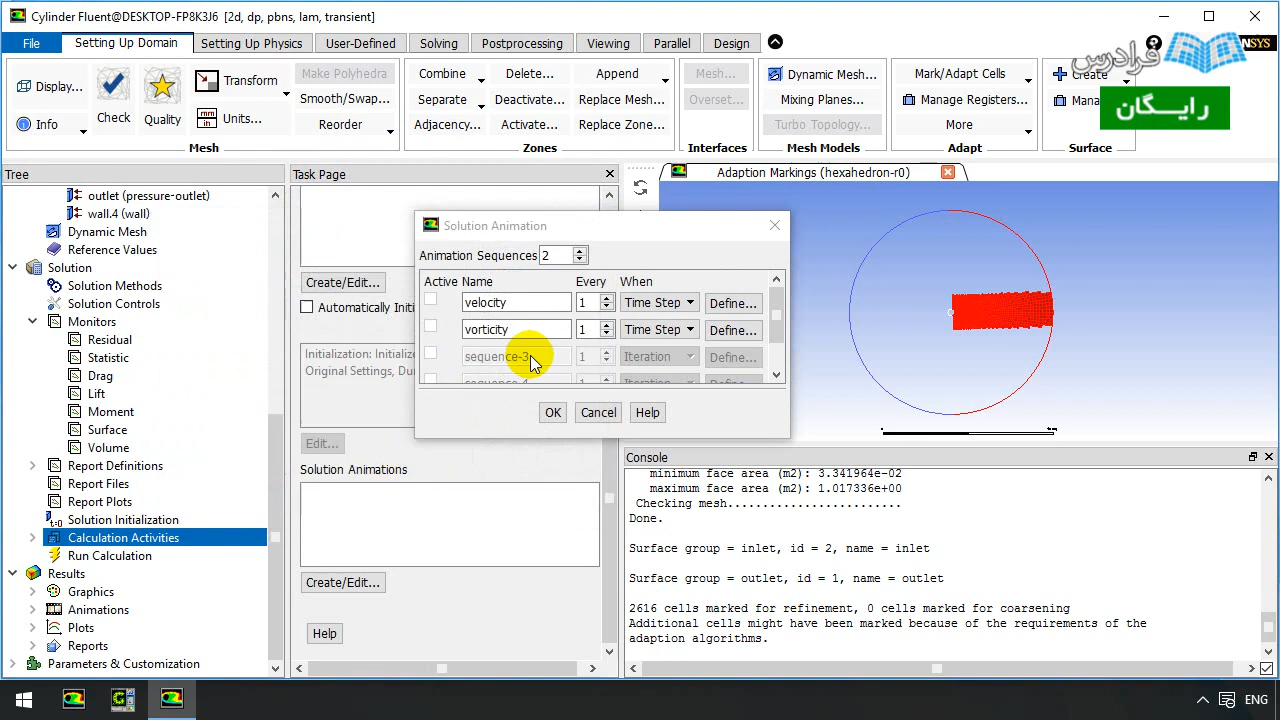 Cylinder Fluent@DESKTOP-FP8K3J6 [2d, dp, pbns, lam, transient]
File
Setting Up Domain
Setting Up Physics
User-Defined
Solving
Postprocessing
Viewing
Parallel
Design
فرادرس
رایگان
Display...
Info
Check
Quality
Transform
Units...
Make Polyhedra
Smooth/Swap...
Reorder
Mesh
Combine
Separate
Adjacency...
Delete...
Deactivate...
Activate...
Append
Replace Mesh...
Replace Zone...
Zones
Mesh...
Overset...
Interfaces
Dynamic Mesh...
Mixing Planes...
Turbo Topology...
Mesh Models
Mark/Adapt Cells
Manage Registers...
More
Adapt
Create
Surface
Tree
outlet (pressure-outlet)
wall.4 (wall)
Dynamic Mesh
Reference Values
Solution
Solution Methods
Solution Controls
Monitors
Residual
Statistic
Drag
Lift
Moment
Surface
Volume
Report Definitions
Report Files
Report Plots
Solution Initialization
Calculation Activities
Run Calculation
Results
Graphics
Animations
Plots
Reports
Parameters & Customization
Task Page
Create/Edit...
Edit...
Solution Animations
Create/Edit...
Help
Solution Animation
Animation Sequences 2
Active Name Every When
velocity 1 Time Step Define...
vorticity 1 Time Step Define...
sequence-3 1 Iteration Define...
OK Cancel Help
Adaption Markings (hexahedron-r0)
Console
minimum face area (m2): 3.341964e-02
maximum face area (m2): 1.017336e+00
Checking mesh.........................
Done.
Surface group = inlet, id = 2, name = inlet
Surface group = outlet, id = 1, name = outlet
2616 cells marked for refinement, 0 cells marked for coarsening
Additional cells might have been marked because of the requirements of the
adaption algorithms.
ENG